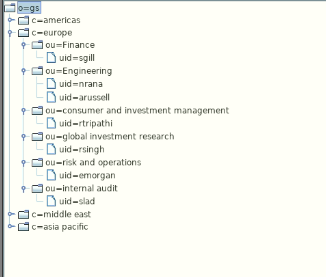 o=gs
c=americas
c=europe
ou=Finance
uid=sgill
ou=Engineering
uid=nrana
uid=arussell
ou=consumer and investment management
uid=rtripathi
ou=global investment research
uid=rsingh
ou=risk and operations
uid=emorgan
ou=internal audit
uid=slad
c=middle east
c=asia pacific